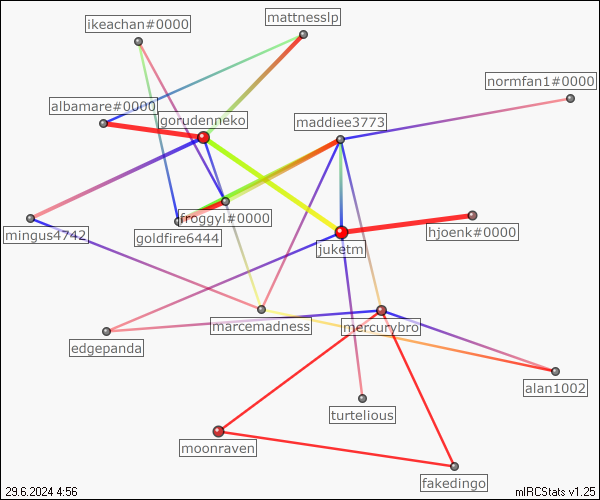 ikeachan#0000
mattnesslp
normfan1#0000
albamare#0000
gorudenneko
maddiee3773
froggyl#0000
mingus4742
goldfire6444
hjoenk#0000
juketm
marcemadness
mercurybro
edgepanda
alan1002
turtelious
moonraven
fakedingo
29.6.2024 4:56
mIRCStats v1.25